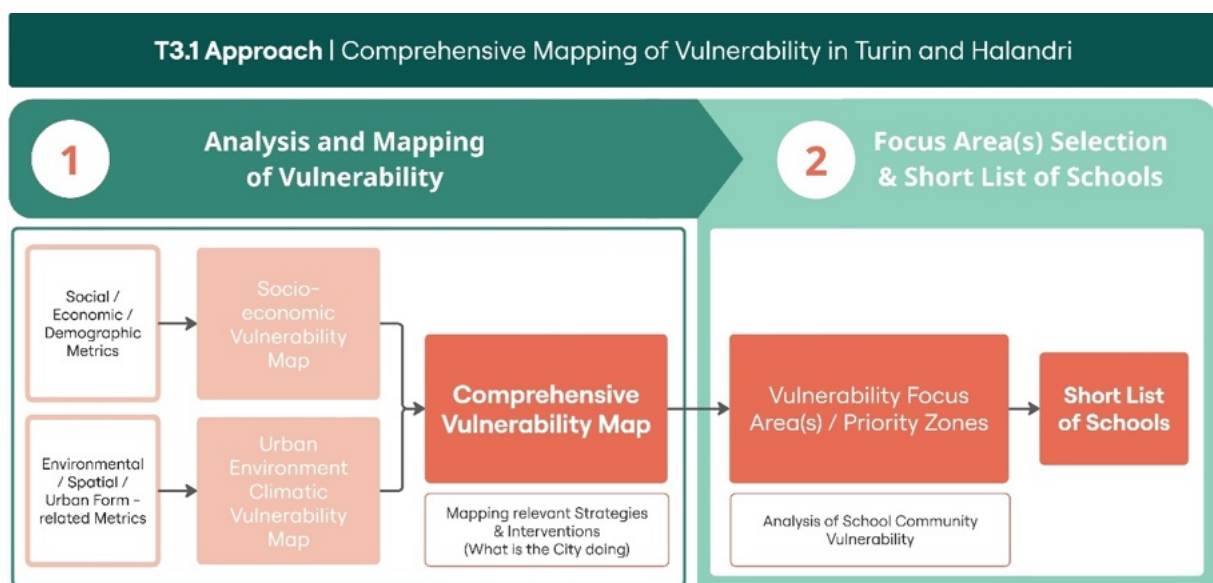 T3.1 Approach | Comprehensive Mapping of Vulnerability in Turin and Halandri
1
Analysis and Mapping
of Vulnerability
2
Focus Area(s) Selection
& Short List of Schools
Social /
Economic /
Demographic
Metrics
Socio-
economic
Vulnerability
Map
Environmental
/ Spatial /
Urban Form -
related Metrics
Urban
Environment
Climatic
Vulnerability
Map
Comprehensive
Vulnerability Map
Mapping relevant Strategies
& Interventions
(What is the City doing)
Vulnerability Focus
Area(s) / Priority Zones
Analysis of School Community
Vulnerability
Short List
of Schools